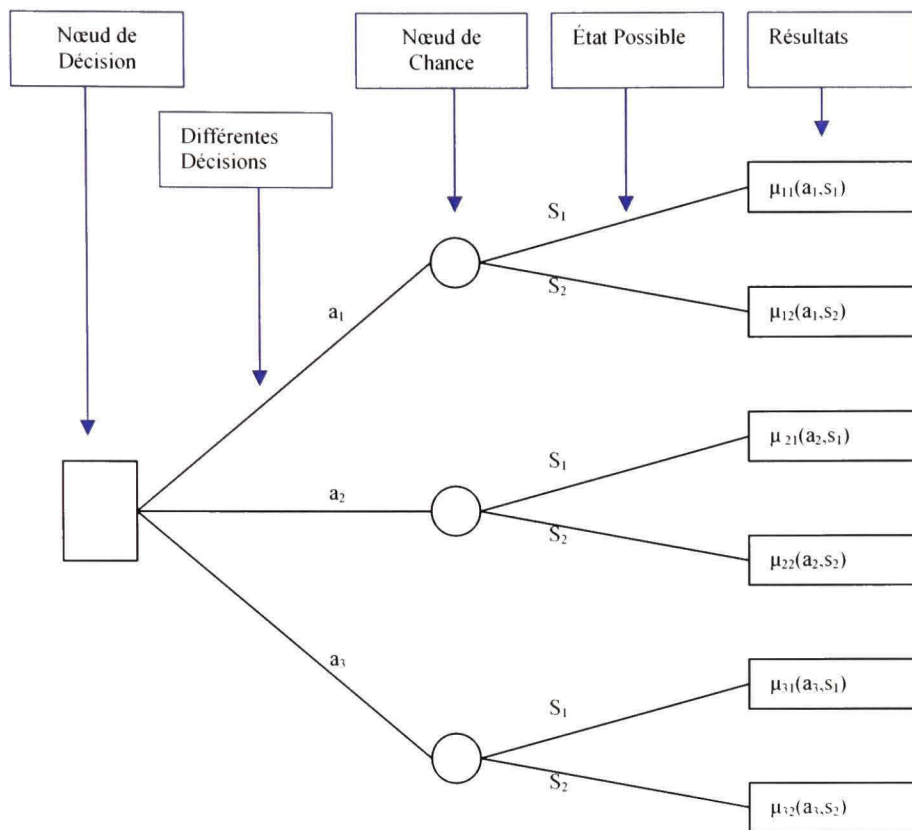 Nœud de
Décision
Nœud de
Chance
État Possible
Résultats
Différentes
Décisions
μ₁₁(a₁,s₁)
S₁
S₂
μ₁₂(a₁,s₂)
a₁
μ₂₁(a₂,s₁)
S₁
a₂
S₂
μ₂₂(a₂,s₂)
a₃
μ₃₁(a₃,s₁)
S₁
S₂
μ₃₂(a₃,s₂)